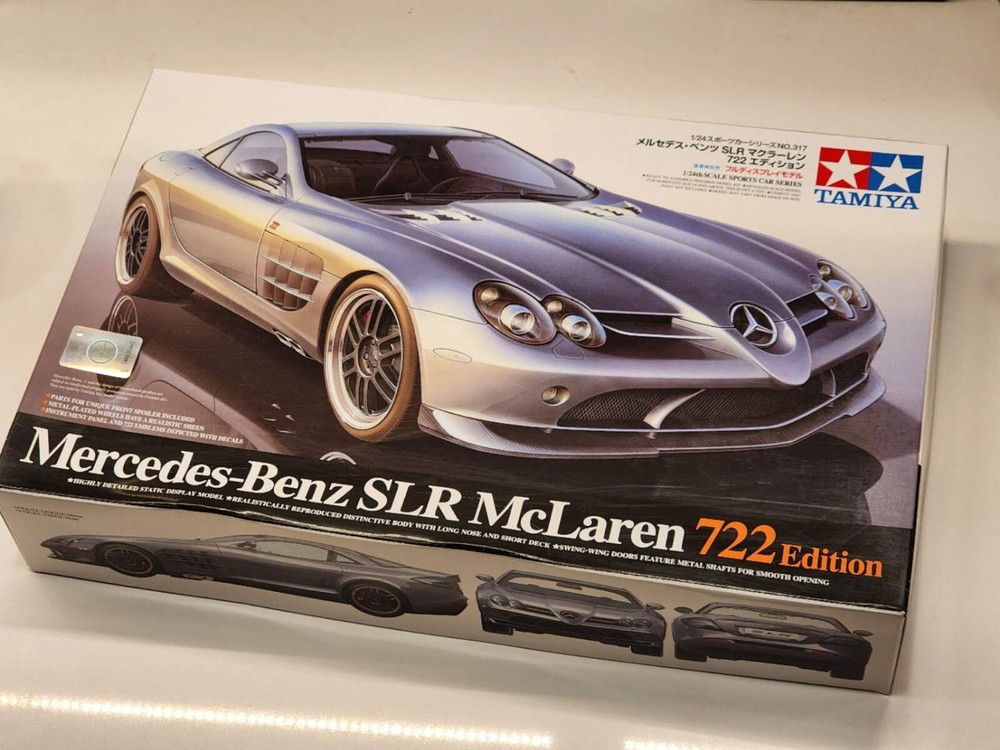 1/24スポーツカーシリーズNO.317
メルセデス・ベンツ SLR マクラーレン
722 エディション
フルディスプレイモデル
1/24th SCALE SPORTS CAR SERIES
TAMIYA
★PARTS FOR UNIQUE FRONT SPOILER INCLUDED
★METAL-PLATED WHEELS HAVE A REALISTIC SHEEN
★INSTRUMENT PANEL AND 722 EMBLEMS DEPICTED WITH DECALS
Mercedes-Benz SLR McLaren 722 Edition
★HIGHLY DETAILED STATIC DISPLAY MODEL ★REALISTICALLY REPRODUCED DISTINCTIVE BODY WITH LONG NOSE AND SHORT DECK ★SWING-WING DOORS FEATURE METAL SHAFTS FOR SMOOTH OPENING
SLR